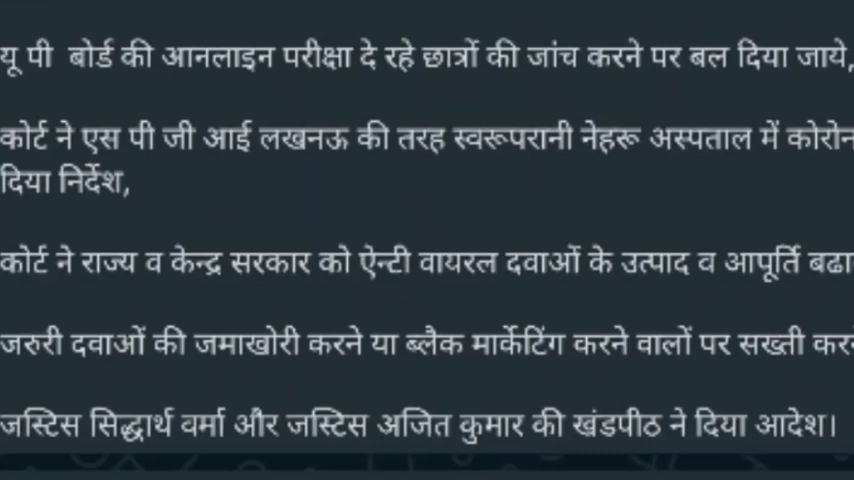 यू पी बोर्ड की आनलाइन परीक्षा दे रहे छात्रों की जांच करने पर बल दिया जाये,
कोर्ट ने एस पी जी आई लखनऊ की तरह स्वरूपरानी नेहरू अस्पताल में
दिया निर्देश,
कोर्ट ने राज्य व केन्द्र सरकार को ऐन्टी वायरल दवाओं के उत्पाद व आपूर्ति बढा
जरुरी दवाओं की जमाखोरी करने या ब्लैक मार्केटिंग करने वालों पर सख्ती
जस्टिस सिद्धार्थ वर्मा और जस्टिस अजित कुमार की खंडपीठ ने दिया आदेश।